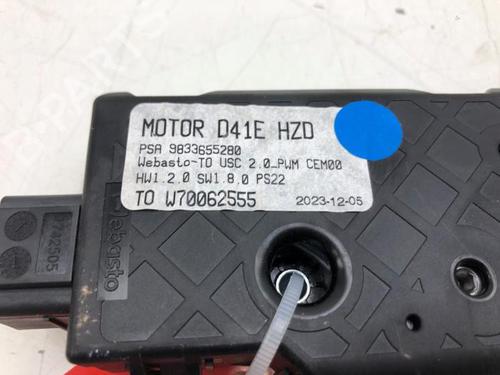 MOTOR D41E HZD
PSA 9833655280
Webasto-TO USC 2.0_PWM CEM00
HW1.2.0 SW1.8.0 PS22
TO W70062555 2023-12-05
Webasto